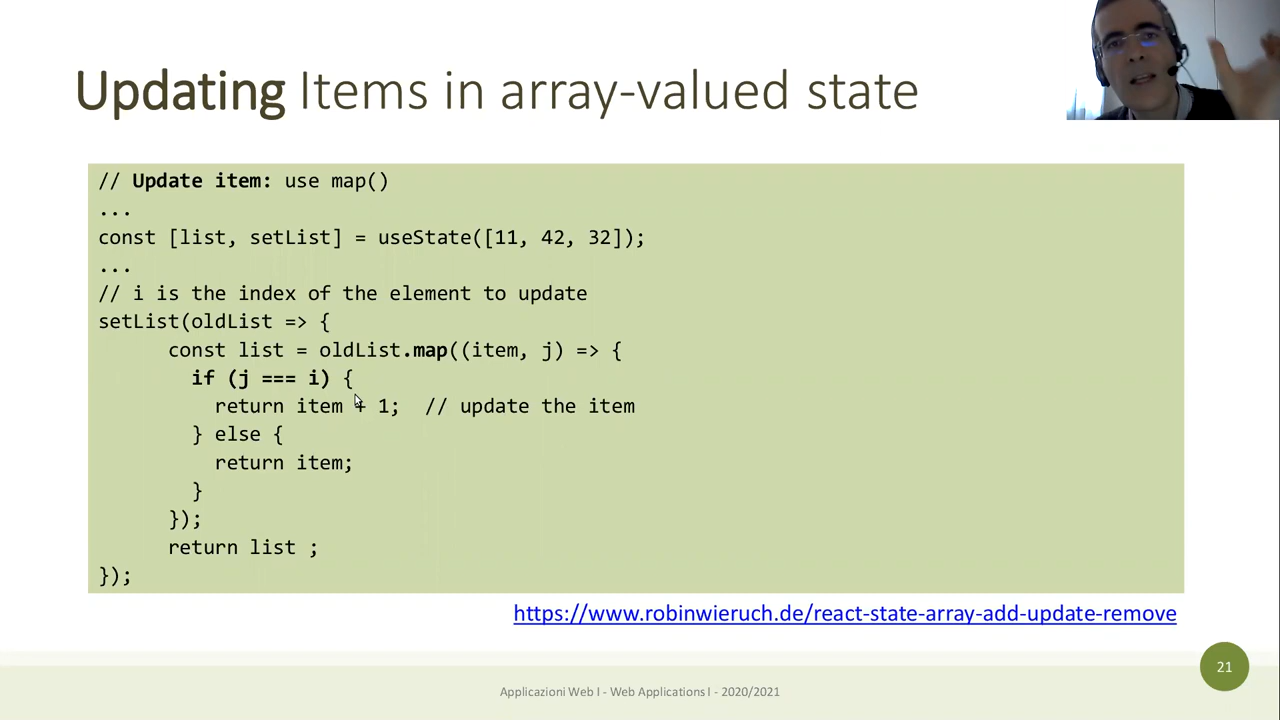 Updating Items in array-valued state
// Update item: use map()
...
const [list, setList] = useState([11, 42, 32]);
...
// i is the index of the element to update
setList(oldList => {
      const list = oldList.map((item, j) => {
        if (j === i) {
          return item + 1;  // update the item
        } else {
          return item;
        }
      });
      return list ;
});
https://www.robinwieruch.de/react-state-array-add-update-remove
21
Applicazioni Web I - Web Applications I - 2020/2021